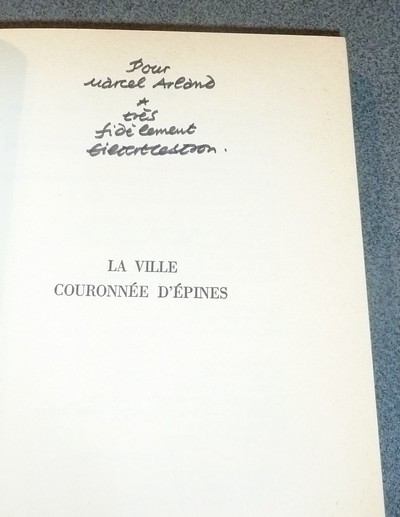 Pour
Marcel Arland
*
très
fidèlement
LA VILLE
COURONNÉE D'ÉPINES